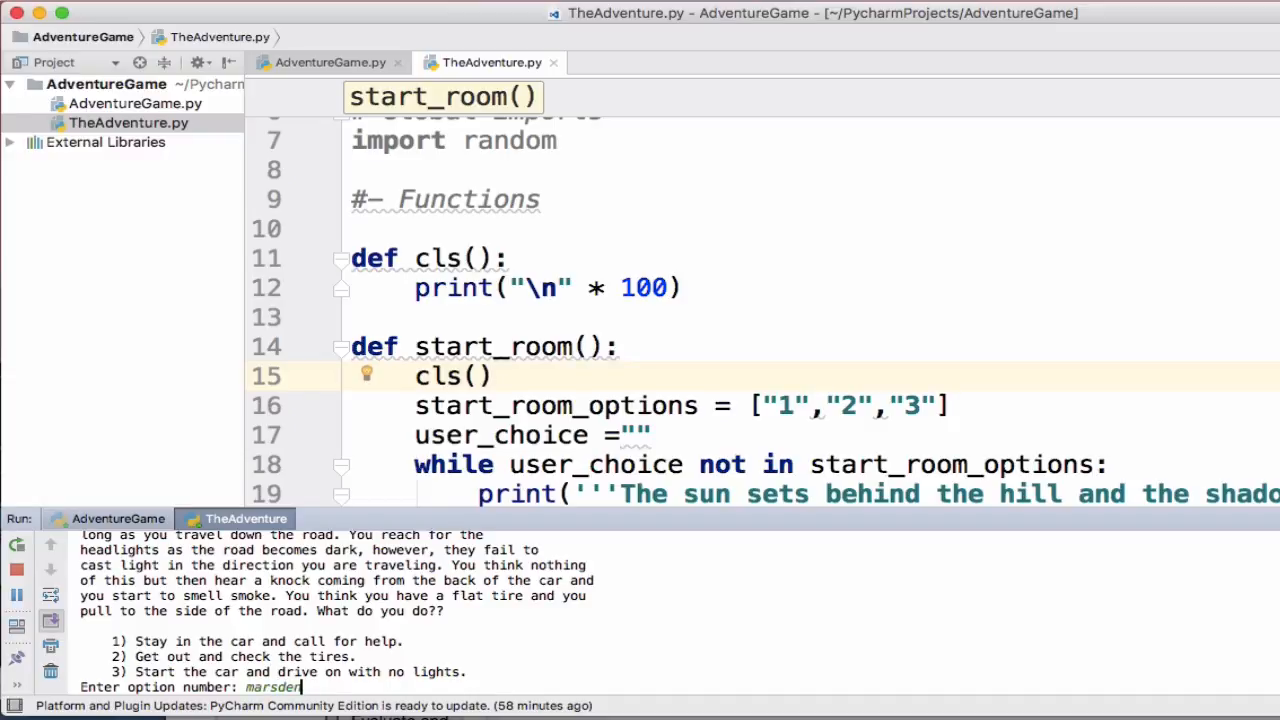 TheAdventure.py - AdventureGame - [~/PycharmProjects/AdventureGame]
AdventureGame TheAdventure.py
Project AdventureGame.py × TheAdventure.py ×
AdventureGame ~/Pycharm
AdventureGame.py
TheAdventure.py
External Libraries
start_room()
# Global Imports
7 import random
8
9 #- Functions
10
11 def cls():
12 print("\n" * 100)
13
14 def start_room():
15 cls()
16 start_room_options = ["1","2","3"]
17 user_choice =""
18 while user_choice not in start_room_options:
19 print('''The sun sets behind the hill and the shado
Run: AdventureGame TheAdventure
long as you travel down the road. You reach for the
headlights as the road becomes dark, however, they fail to
cast light in the direction you are traveling. You think nothing
of this but then hear a knock coming from the back of the car and
you start to smell smoke. You think you have a flat tire and you
pull to the side of the road. What do you do??
1) Stay in the car and call for help.
2) Get out and check the tires.
3) Start the car and drive on with no lights.
Enter option number: marsden
Platform and Plugin Updates: PyCharm Community Edition is ready to update. (58 minutes ago)